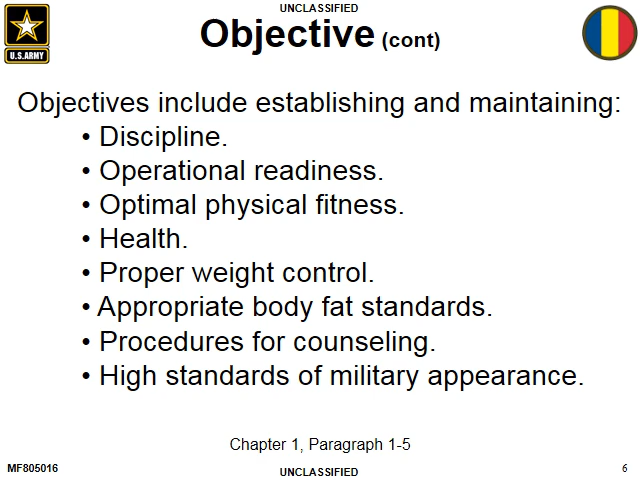 UNCLASSIFIED
Objective (cont)
U.S.ARMY
Objectives include establishing and maintaining:
• Discipline.
• Operational readiness.
• Optimal physical fitness.
• Health.
• Proper weight control.
• Appropriate body fat standards.
• Procedures for counseling.
• High standards of military appearance.
Chapter 1, Paragraph 1-5
MF805016
UNCLASSIFIED
6